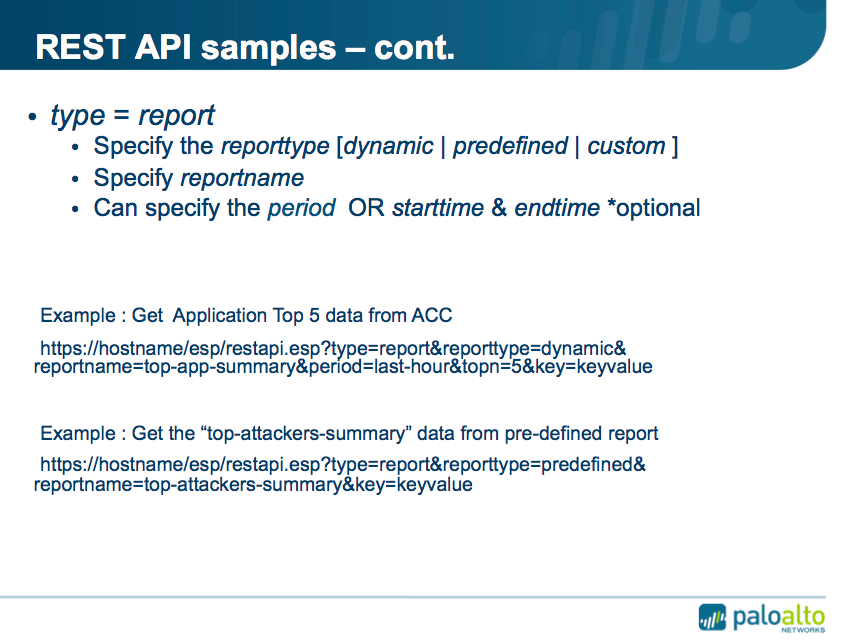 REST API samples – cont.
• type = report
• Specify the reporttype [dynamic | predefined | custom ]
• Specify reportname
• Can specify the period OR starttime & endtime *optional
Example : Get Application Top 5 data from ACC
https://hostname/esp/restapi.esp?type=report&reporttype=dynamic&
reportname=top-app-summary&period=last-hour&topn=5&key=keyvalue
Example : Get the “top-attackers-summary” data from pre-defined report
https://hostname/esp/restapi.esp?type=report&reporttype=predefined&
reportname=top-attackers-summary&key=keyvalue
paloalto
NETWORKS